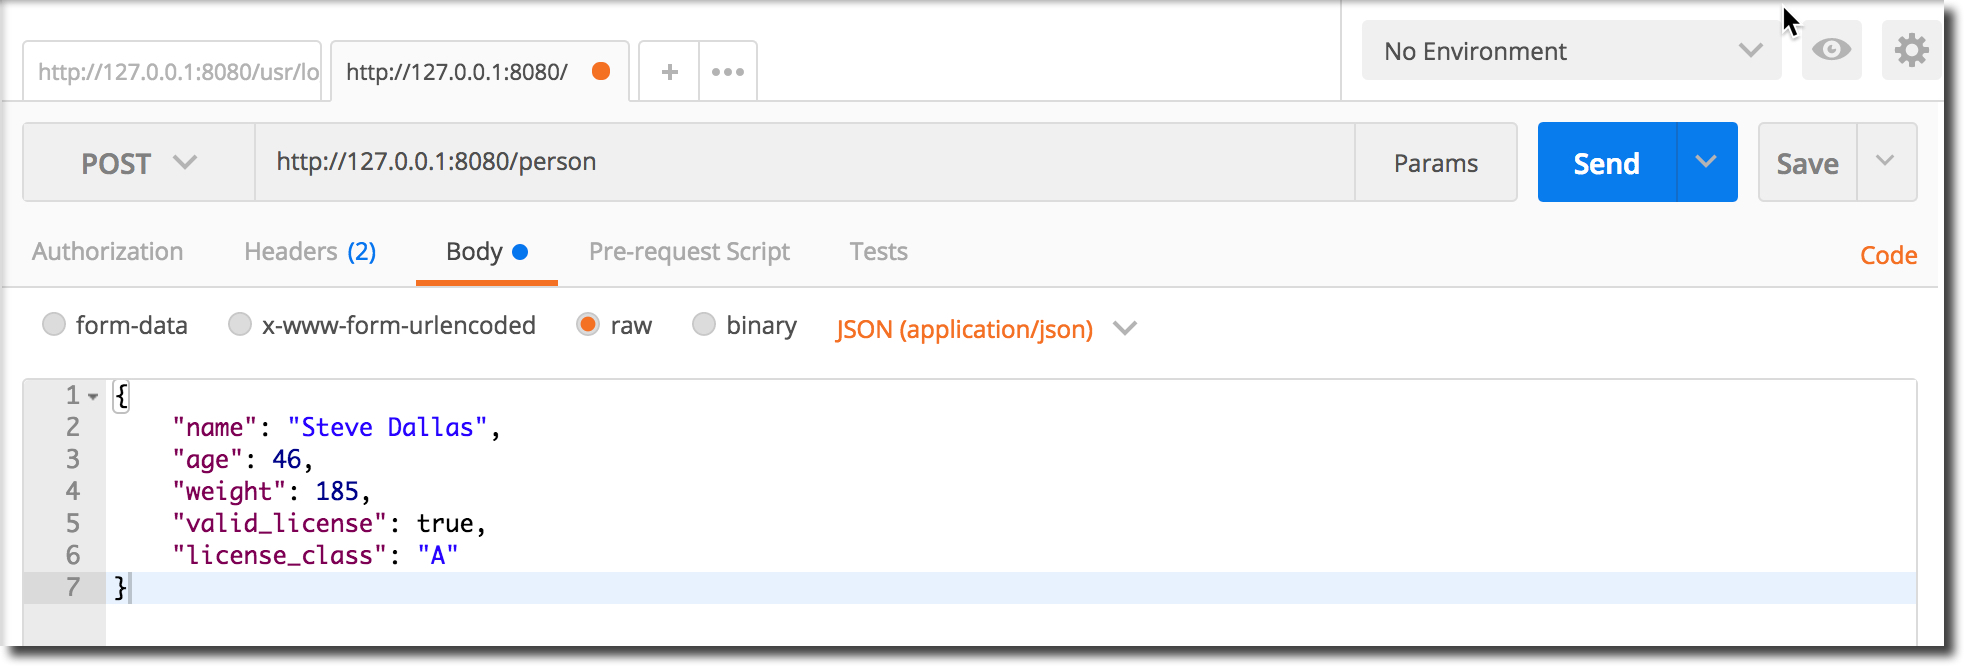 http://127.0.0.1:8080/usr/lo http://127.0.0.1:8080/ + ••• No Environment
POST http://127.0.0.1:8080/person Params Send Save
Authorization Headers (2) Body Pre-request Script Tests Code
form-data x-www-form-urlencoded raw binary JSON (application/json)
1 {
2 "name": "Steve Dallas",
3 "age": 46,
4 "weight": 185,
5 "valid_license": true,
6 "license_class": "A"
7 }